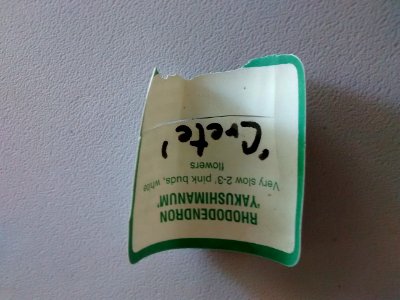 RHODODENDRON
'YAKUSHIMANUM'
Very slow 2-3' pink buds, white
flowers
'Crete'